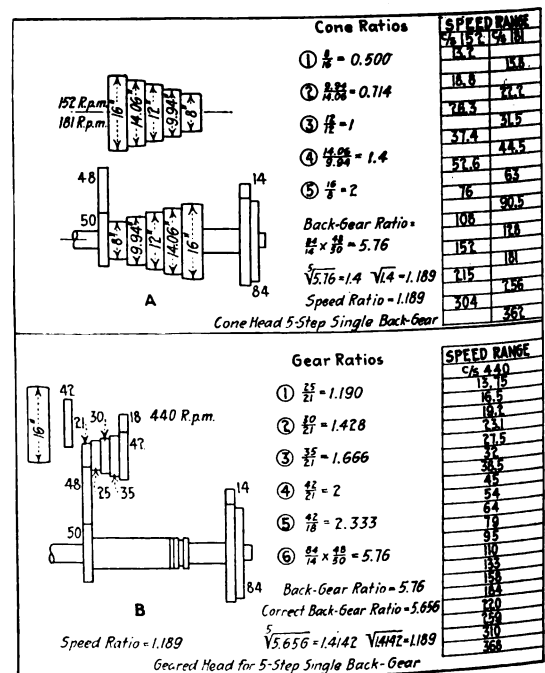 Cone Ratios
SPEED RANGE
c/s 152 c/s 181
13.2
15.8
18.8
22.2
26.3
31.5
37.4
44.5
52.6
63
76
90.5
108
128
152
181
215
256
304
362
① 8/16 = 0.500
② 9.94/14.06 = 0.714
③ 12/12 = 1
④ 14.06/9.94 = 1.4
⑤ 16/8 = 2
Back-Gear Ratio =
84/14 × 48/50 = 5.76
5√5.76 = 1.4 √1.4 = 1.189
Speed Ratio = 1.189
152 R.p.m.
181 R.p.m.
16"
14.06"
12"
9.94"
8"
48
50
8"
9.94"
12"
14.06"
16"
14
84
A
Cone Head 5-Step Single Back-Gear
Gear Ratios
SPEED RANGE
c/s 440
13.75
16.5
19.2
23.1
27.5
32
38.5
45
54
64
79
95
110
133
158
184
220
259
310
368
① 25/21 = 1.190
② 30/21 = 1.428
③ 35/21 = 1.666
④ 42/21 = 2
⑤ 42/18 = 2.333
⑥ 84/14 × 48/50 = 5.76
Back-Gear Ratio = 5.76
Correct Back-Gear Ratio = 5.656
5√5.656 = 1.4142 √1.4142 = 1.189
16"
42
21
30
18
440 R.p.m.
42
48
25
35
50
14
84
B
Speed Ratio = 1.189
Geared Head for 5-Step Single Back-Gear